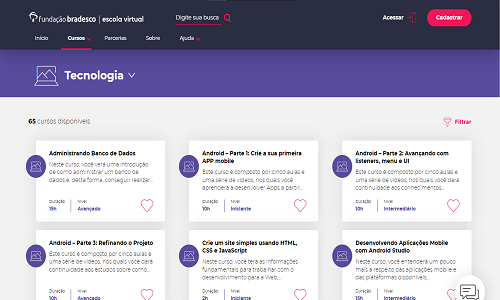 fundação bradesco | escola virtual
Digite sua busca
Acessar
Cadastrar
Início
Cursos
Parcerias
Sobre
Ajuda
Tecnologia
65 cursos disponíveis
Filtrar
Administrando Banco de Dados
Neste curso, você verá uma introdução
de como administrar um banco de
dados e, desta forma, conseguir realizar...
Duração
15h
Nível
Avançado
Android - Parte 1: Crie a sua primeira
APP mobile
Este curso é composto por cinco aulas e
uma série de vídeos, nos quais você
aprenderá a desenvolver Apps a partir...
Duração
10h
Nível
Iniciante
Android - Parte 2: Avançando com
listeners, menu e UI
Este curso é composto por cinco aulas e
uma série de vídeos, nos quais você dará
continuidade aos conhecimentos...
Duração
10h
Nível
Intermediário
Android - Parte 3: Refinando o Projeto
Este curso é composto por cinco aulas e
uma série de vídeos, nos quais você dará
continuidade aos estudos sobre como...
Duração
10h
Nível
Intermediário
Crie um site simples usando HTML,
CSS e JavaScript
Neste curso, você terá as informações
fundamentais para trabalhar com o
desenvolvimento para a Web,...
Duração
2h
Nível
Iniciante
Desenvolvendo Aplicações Mobile
com Android Studio
Neste curso, você entenderá um pouco
mais a respeito das aplicações mobile e
das plataformas disponíveis...
Duração
10h
Nível
Intermediário